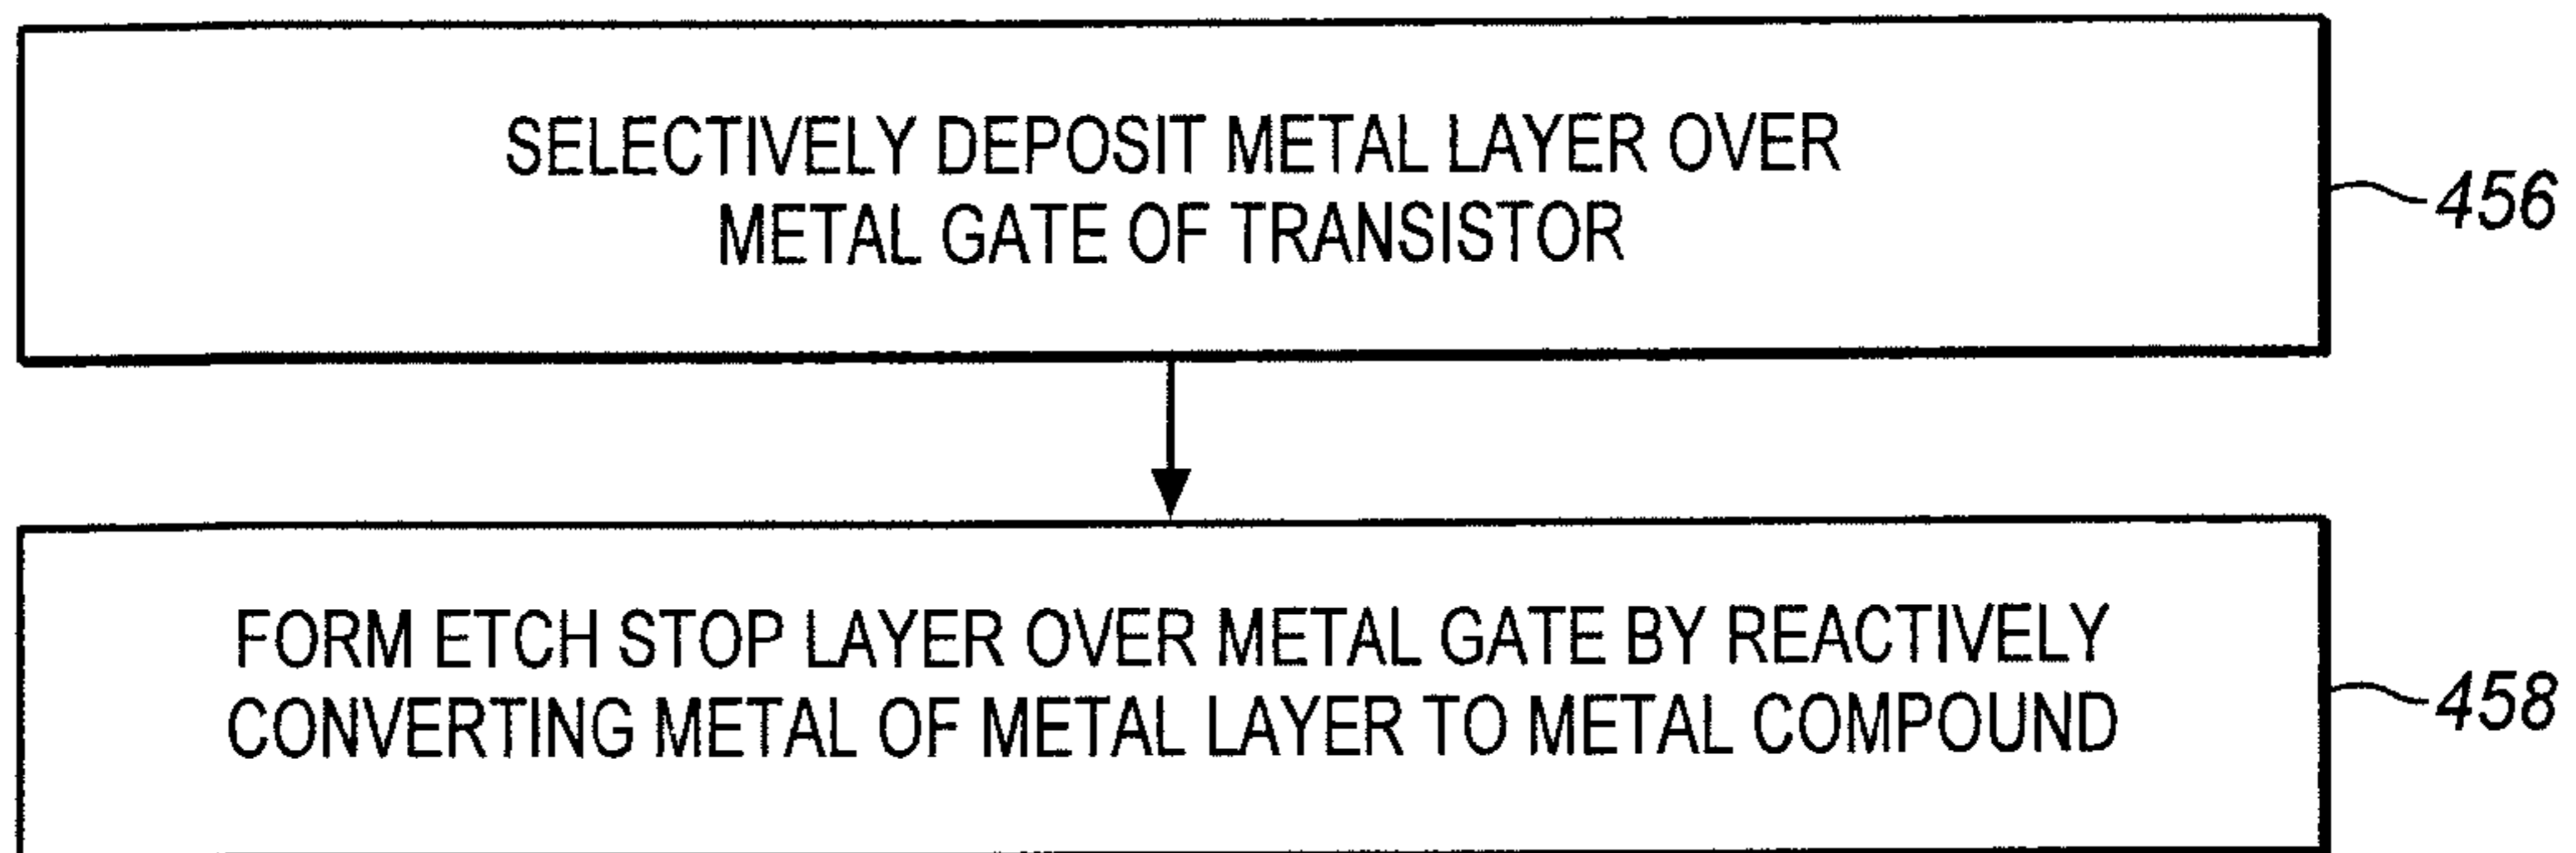 SELECTIVELY DEPOSIT METAL LAYER OVER
METAL GATE OF TRANSISTOR
456
FORM ETCH STOP LAYER OVER METAL GATE BY REACTIVELY
CONVERTING METAL OF METAL LAYER TO METAL COMPOUND
458